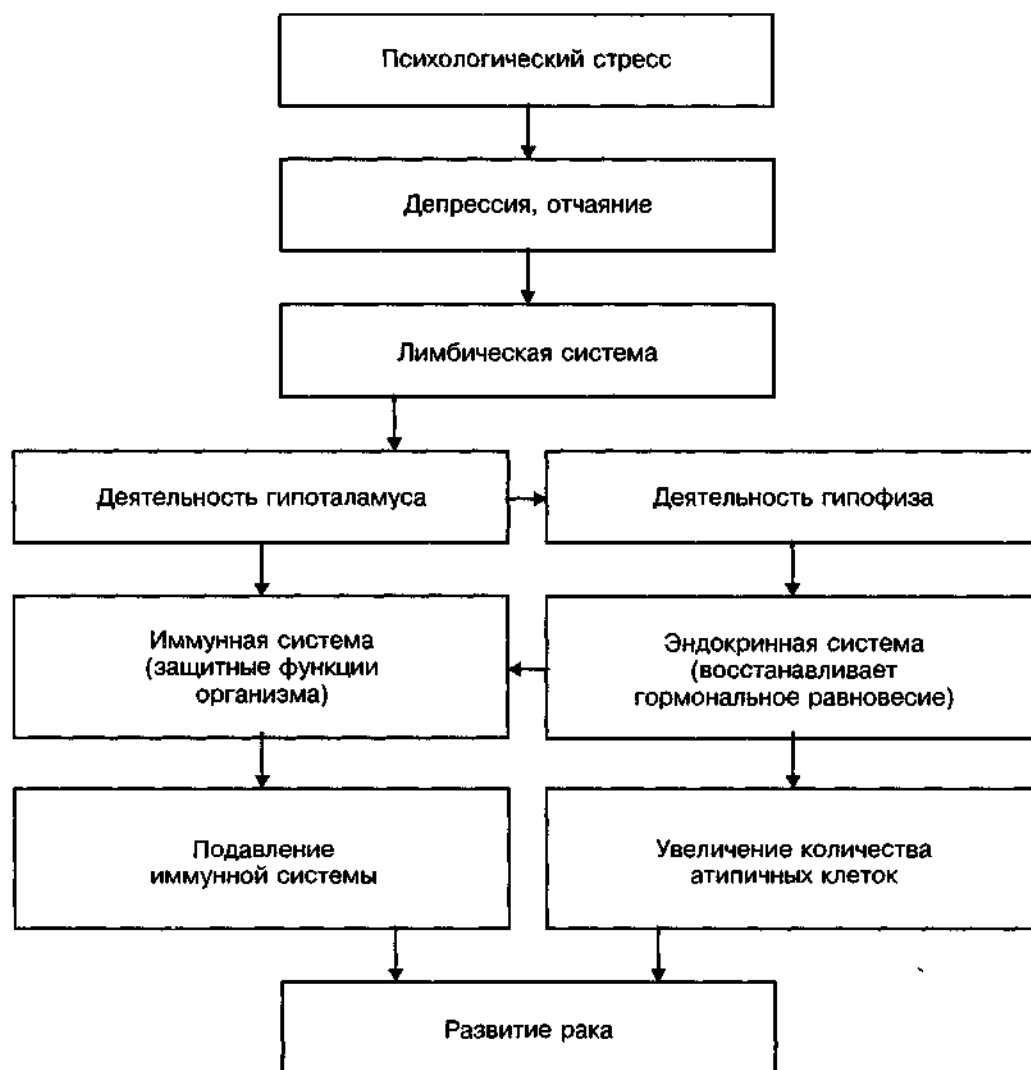 Психологический стресс
Депрессия, отчаяние
Лимбическая система
Деятельность гипоталамуса
Деятельность гипофиза
Иммунная система
(защитные функции
организма)
Эндокринная система
(восстанавливает
гормональное равновесие)
Подавление
иммунной системы
Увеличение количества
атипичных клеток
Развитие рака